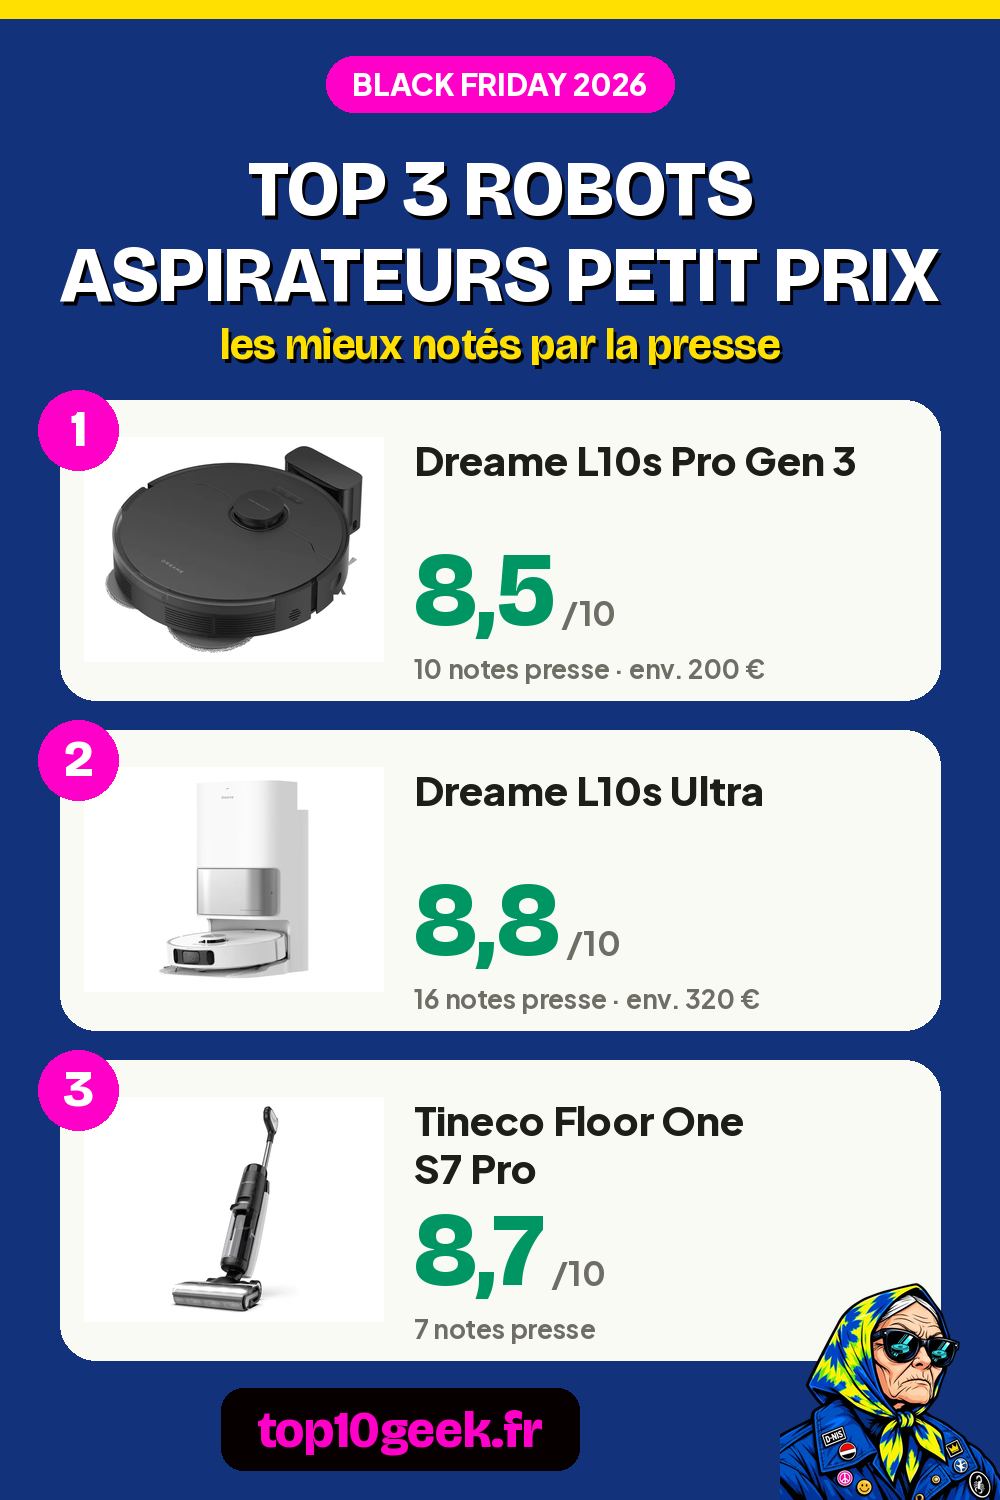 BLACK FRIDAY 2026
TOP 3 ROBOTS
ASPIRATEURS PETIT PRIX
les mieux notés par la presse
1
Dreame L10s Pro Gen 3
8,5 /10
10 notes presse · env. 200 €
2
Dreame L10s Ultra
8,8 /10
16 notes presse · env. 320 €
3
Tineco Floor One
S7 Pro
8,7 /10
7 notes presse
top10geek.fr
D-NIS